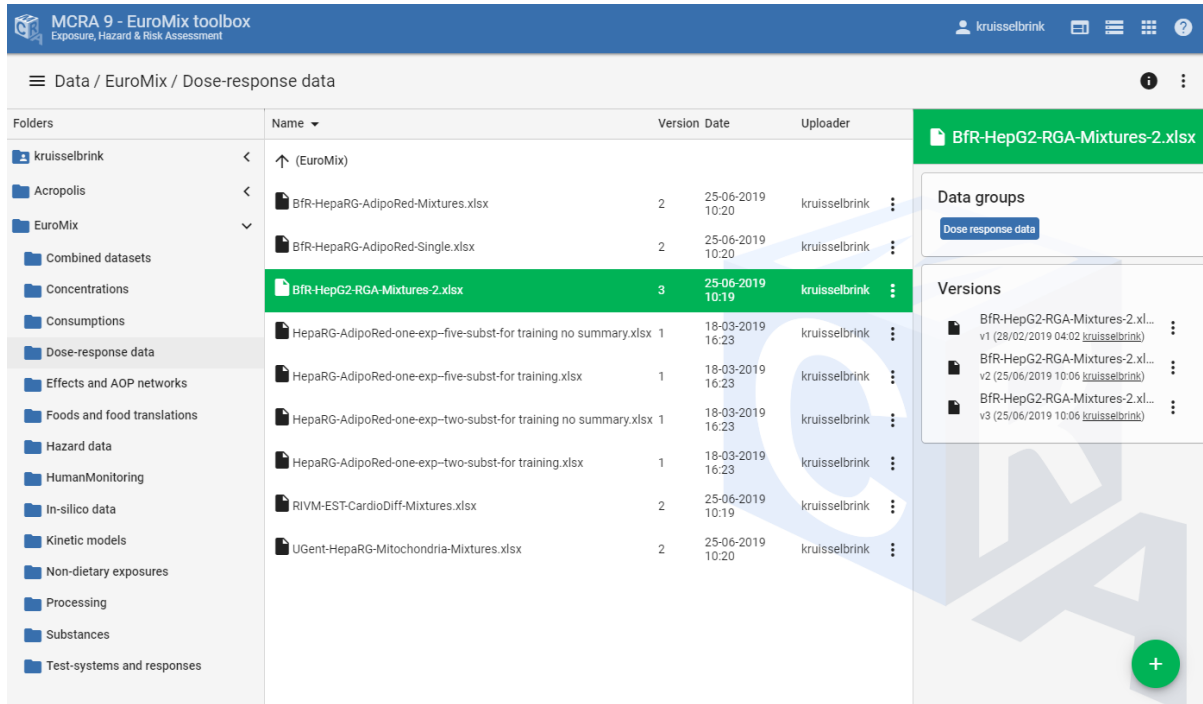 MCRA 9 - EuroMix toolbox
Exposure, Hazard & Risk Assessment
kruisselbrink
Data / EuroMix / Dose-response data
Folders
kruisselbrink
Acropolis
EuroMix
Combined datasets
Concentrations
Consumptions
Dose-response data
Effects and AOP networks
Foods and food translations
Hazard data
HumanMonitoring
In-silico data
Kinetic models
Non-dietary exposures
Processing
Substances
Test-systems and responses
Name Version Date Uploader
(EuroMix)
BfR-HepaRG-AdipoRed-Mixtures.xlsx 2 25-06-2019 10:20 kruisselbrink
BfR-HepaRG-AdipoRed-Single.xlsx 2 25-06-2019 10:20 kruisselbrink
BfR-HepG2-RGA-Mixtures-2.xlsx 3 25-06-2019 10:19 kruisselbrink
HepaRG-AdipoRed-one-exp--five-subst-for training no summary.xlsx 1 18-03-2019 16:23 kruisselbrink
HepaRG-AdipoRed-one-exp--five-subst-for training.xlsx 1 18-03-2019 16:23 kruisselbrink
HepaRG-AdipoRed-one-exp--two-subst-for training no summary.xlsx 1 18-03-2019 16:23 kruisselbrink
HepaRG-AdipoRed-one-exp--two-subst-for training.xlsx 1 18-03-2019 16:23 kruisselbrink
RIVM-EST-CardioDiff-Mixtures.xlsx 2 25-06-2019 10:19 kruisselbrink
UGent-HepaRG-Mitochondria-Mixtures.xlsx 2 25-06-2019 10:20 kruisselbrink
BfR-HepG2-RGA-Mixtures-2.xlsx
Data groups
Dose response data
Versions
BfR-HepG2-RGA-Mixtures-2.xl...
v1 (28/02/2019 04:02 kruisselbrink)
BfR-HepG2-RGA-Mixtures-2.xl...
v2 (25/06/2019 10:06 kruisselbrink)
BfR-HepG2-RGA-Mixtures-2.xl...
v3 (25/06/2019 10:06 kruisselbrink)